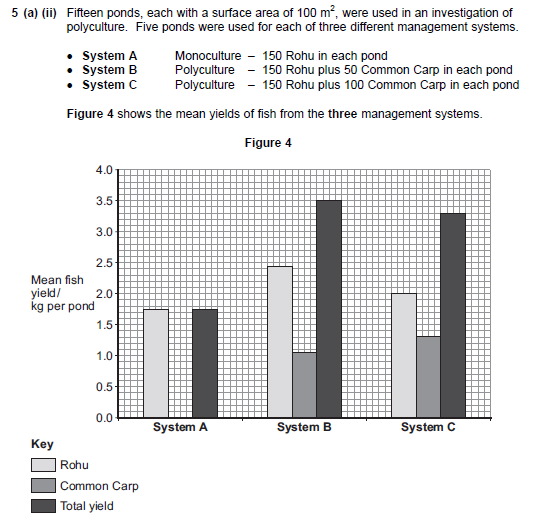 5 (a) (ii) Fifteen ponds, each with a surface area of 100 m², were used in an investigation of
polyculture. Five ponds were used for each of three different management systems.
• System A Monoculture – 150 Rohu in each pond
• System B Polyculture – 150 Rohu plus 50 Common Carp in each pond
• System C Polyculture – 150 Rohu plus 100 Common Carp in each pond
Figure 4 shows the mean yields of fish from the three management systems.
Figure 4
4.0
3.5
3.0
2.5
Mean fish
yield/
kg per pond
2.0
1.5
1.0
0.5
0.0
System A System B System C
Key
Rohu
Common Carp
Total yield